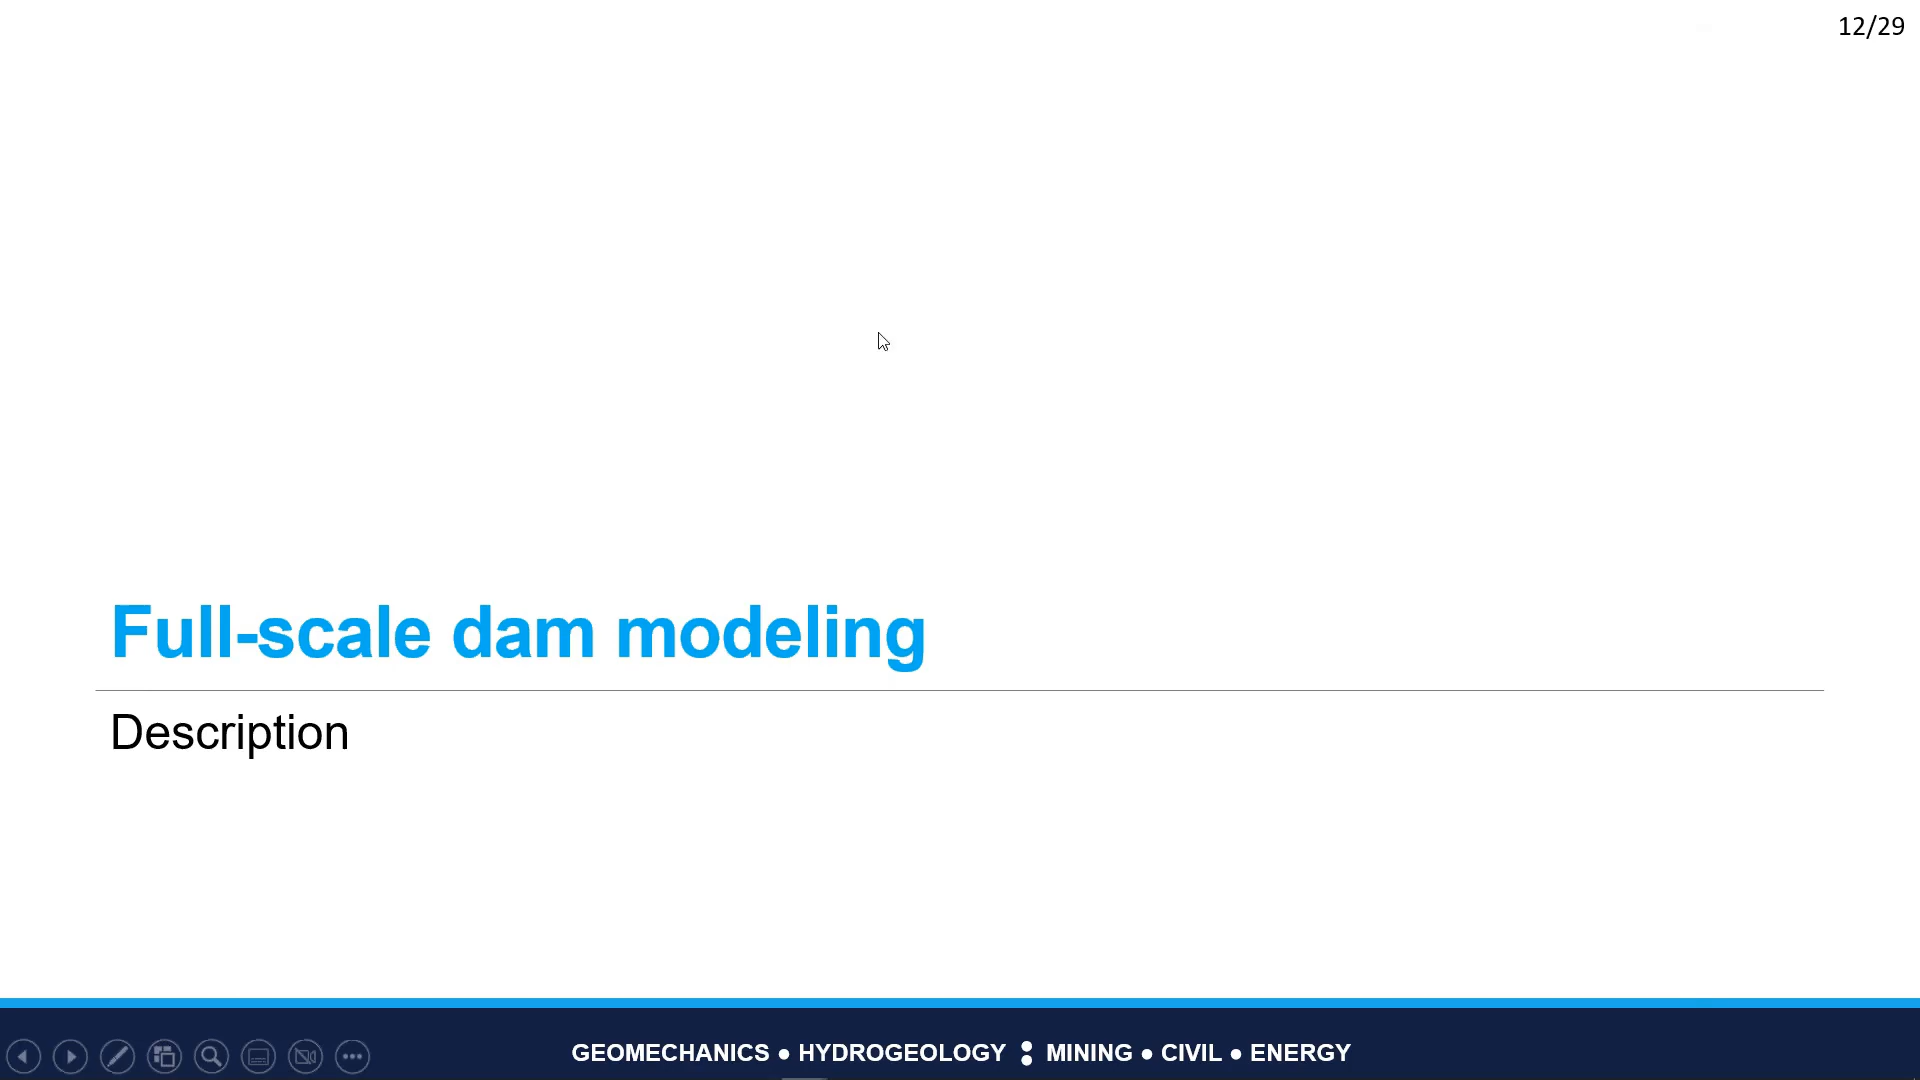 12/29
Full-scale dam modeling
Description
GEOMECHANICS ● HYDROGEOLOGY : MINING ● CIVIL ● ENERGY